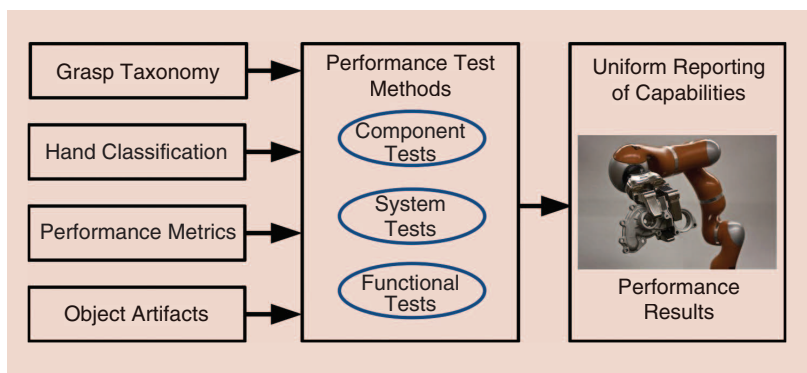 Grasp Taxonomy
Hand Classification
Performance Metrics
Object Artifacts
Performance Test
Methods
Component
Tests
System
Tests
Functional
Tests
Uniform Reporting
of Capabilities
Performance
Results